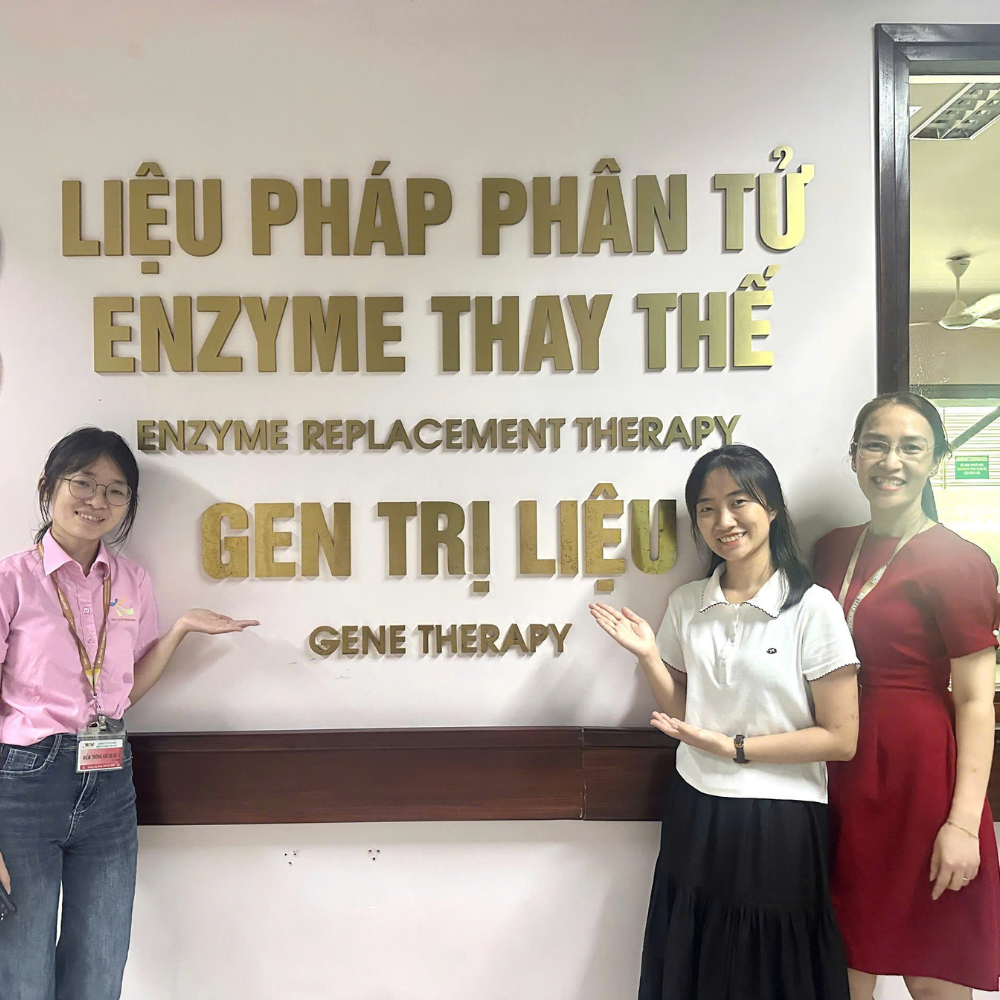 LIỆU PHÁP PHÂN TỬ
ENZYME THAY THẾ
ENZYME REPLACEMENT THERAPY
GEN TRỊ LIỆU
GENE THERAPY